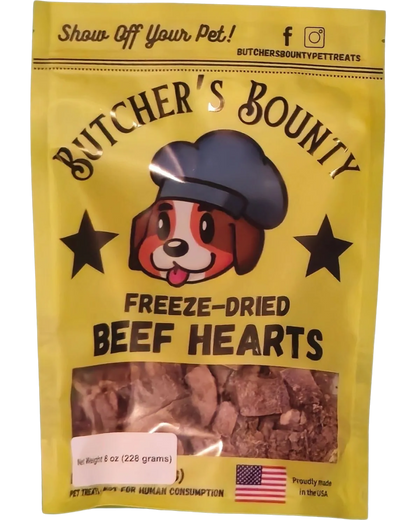 Show Off Your Pet!
BUTCHERSBOUNTYPETTREATS
BUTCHER'S BOUNTY
FREEZE-DRIED
BEEF HEARTS
Net Weight 8 oz (228 grams)
PET TREATS FOR HUMAN CONSUMPTION
Proudly made
in the USA